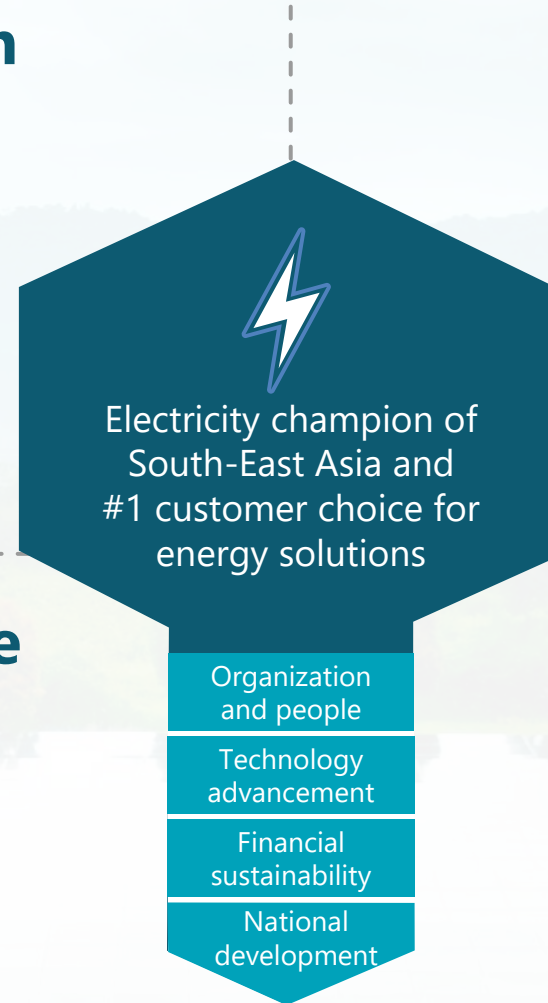 n
Electricity champion of
South-East Asia and
#1 customer choice for
energy solutions
e
Organization
and people
Technology
advancement
Financial
sustainability
National
development